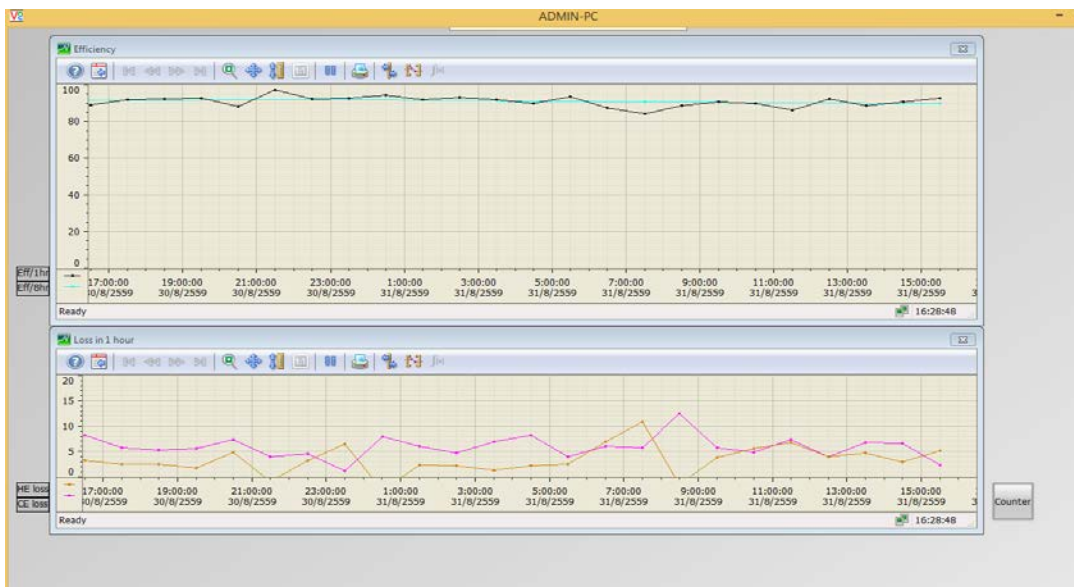 ADMIN-PC
Efficiency
100
80
60
40
20
0
Eff/1hr
Eff/8hr
17:00:00 19:00:00 21:00:00 23:00:00 1:00:00 3:00:00 5:00:00 7:00:00 9:00:00 11:00:00 13:00:00 15:00:00
30/8/2559 30/8/2559 30/8/2559 30/8/2559 31/8/2559 31/8/2559 31/8/2559 31/8/2559 31/8/2559 31/8/2559 31/8/2559 31/8/2559
Ready 16:28:48
Loss in 1 hour
20
15
10
5
0
HE loss
CE loss
17:00:00 19:00:00 21:00:00 23:00:00 1:00:00 3:00:00 5:00:00 7:00:00 9:00:00 11:00:00 13:00:00 15:00:00
30/8/2559 30/8/2559 30/8/2559 30/8/2559 31/8/2559 31/8/2559 31/8/2559 31/8/2559 31/8/2559 31/8/2559 31/8/2559 31/8/2559
Counter
Ready 16:28:48